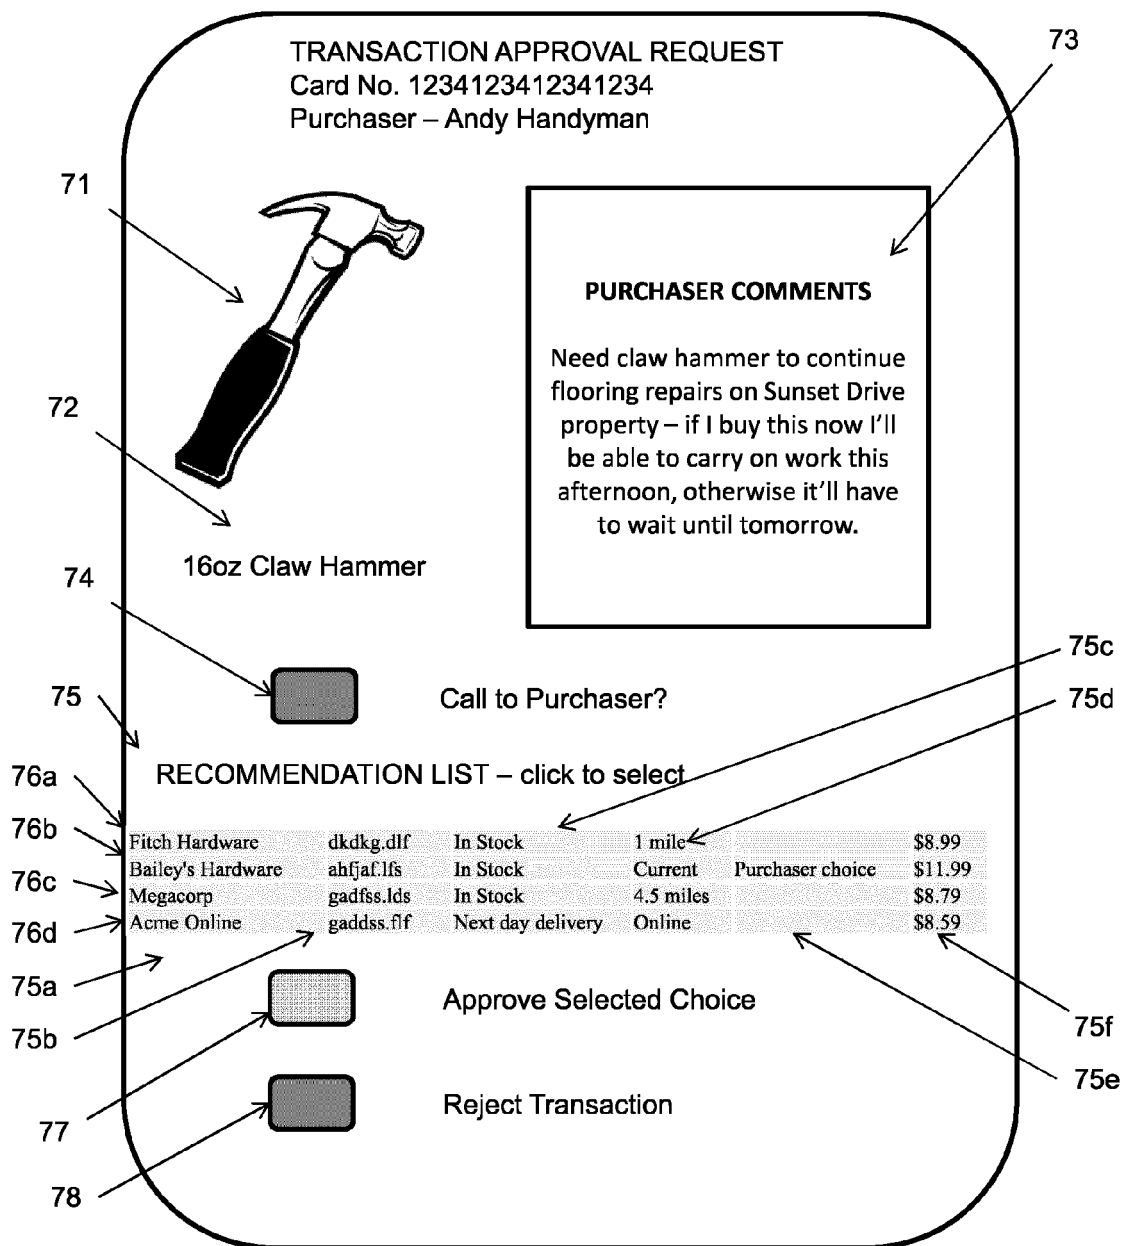 TRANSACTION APPROVAL REQUEST
Card No. 1234123412341234
Purchaser – Andy Handyman
73
71
PURCHASER COMMENTS
Need claw hammer to continue
flooring repairs on Sunset Drive
property – if I buy this now I'll
be able to carry on work this
afternoon, otherwise it'll have
to wait until tomorrow.
72
16oz Claw Hammer
74
75c
75
Call to Purchaser?
75d
76a
RECOMMENDATION LIST – click to select
76b
Fitch Hardware dkdkg.dlf In Stock 1 mile $8.99
Bailey's Hardware ahfjaf.lfs In Stock Current Purchaser choice $11.99
76c
Megacorp gadfss.lds In Stock 4.5 miles $8.79
76d
Acme Online gaddss.flf Next day delivery Online $8.59
75a
Approve Selected Choice
75b
75f
75e
Reject Transaction
77
78